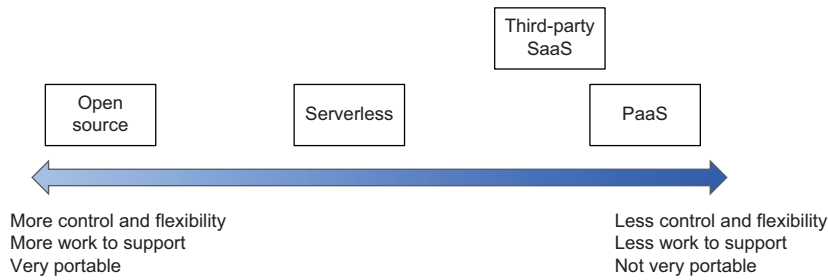 Third-party
SaaS
Open
source
Serverless
PaaS
More control and flexibility
More work to support
Very portable
Less control and flexibility
Less work to support
Not very portable